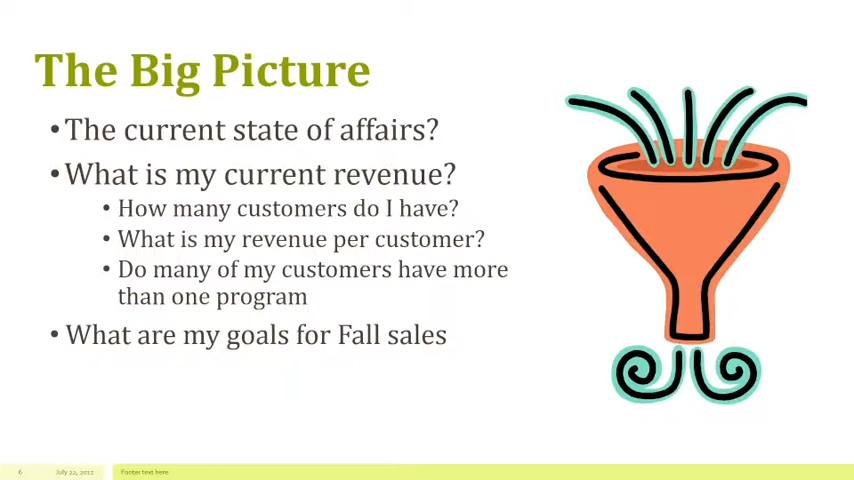 The Big Picture
• The current state of affairs?
• What is my current revenue?
• How many customers do I have?
• What is my revenue per customer?
• Do many of my customers have more
than one program
• What are my goals for Fall sales
6 July 22, 2012 Footer text here